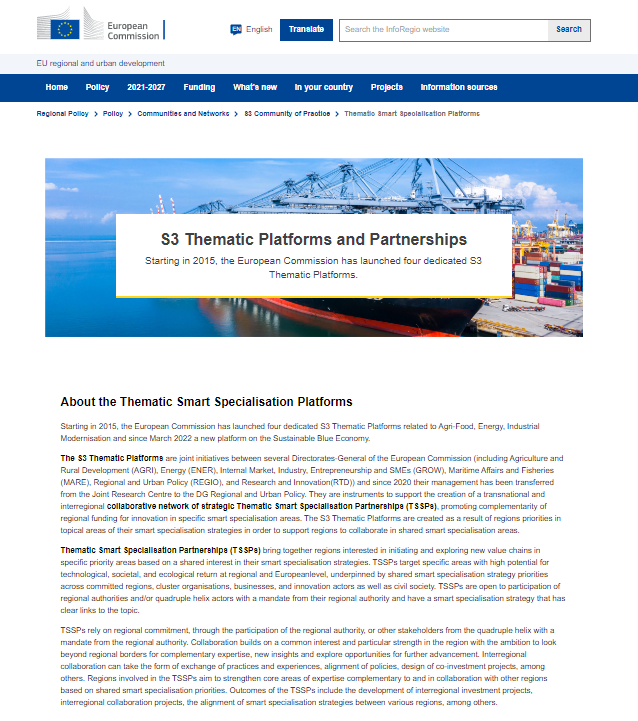 European
Commission
EN English
Translate
Search the InfoRegio website
Search
EU regional and urban development
Home Policy 2021-2027 Funding What's new In your country Projects Information sources
Regional Policy > Policy > Communities and Networks > S3 Community of Practice > Thematic Smart Specialisation Platforms
S3 Thematic Platforms and Partnerships
Starting in 2015, the European Commission has launched four dedicated S3
Thematic Platforms.
About the Thematic Smart Specialisation Platforms
Starting in 2015, the European Commission has launched four dedicated S3 Thematic Platforms related to Agri-Food, Energy, Industrial
Modernisation and since March 2022 a new platform on the Sustainable Blue Economy.
The S3 Thematic Platforms are joint initiatives between several Directorates-General of the European Commission (including Agriculture and
Rural Development (AGRI), Energy (ENER), Internal Market, Industry, Entrepreneurship and SMEs (GROW), Maritime Affairs and Fisheries
(MARE), Regional and Urban Policy (REGIO), and Research and Innovation(RTD)) and since 2020 their management has been transferred
from the Joint Research Centre to the DG Regional and Urban Policy. They are instruments to support the creation of a transnational and
interregional collaborative network of strategic Thematic Smart Specialisation Partnerships (TSSPs), promoting complementarity of
regional funding for innovation in specific smart specialisation areas. The S3 Thematic Platforms are created as a result of regions priorities in
topical areas of their smart specialisation strategies in order to support regions to collaborate in shared smart specialisation areas.
Thematic Smart Specialisation Partnerships (TSSPs) bring together regions interested in initiating and exploring new value chains in
specific priority areas based on a shared interest in their smart specialisation strategies. TSSPs target specific areas with high potential for
technological, societal, and ecological return at regional and Europeanlevel, underpinned by shared smart specialisation strategy priorities
across committed regions, cluster organisations, businesses, and innovation actors as well as civil society. TSSPs are open to participation of
regional authorities and/or quadruple helix actors with a mandate from their regional authority and have a smart specialisation strategy that has
clear links to the topic.
TSSPs rely on regional commitment, through the participation of the regional authority, or other stakeholders from the quadruple helix with a
mandate from the regional authority. Collaboration builds on a common interest and particular strength in the region with the ambition to look
beyond regional borders for complementary expertise, new insights and explore opportunities for further advancement. Interregional
collaboration can take the form of exchange of practices and experiences, alignment of policies, design of co-investment projects, among
others. Regions involved in the TSSPs aim to strengthen core areas of expertise complementary to and in collaboration with other regions
based on shared smart specialisation priorities. Outcomes of the TSSPs include the development of interregional investment projects,
interregional collaboration projects, the alignment of smart specialisation strategies between various regions, among others.